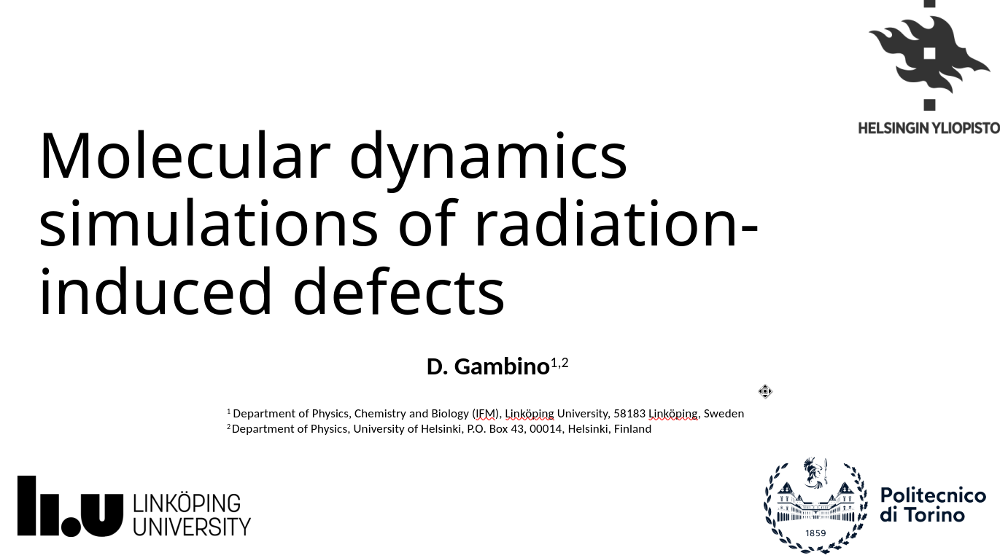 HELSINGIN YLIOPISTO
Molecular dynamics
simulations of radiation-
induced defects
D. Gambino1,2
1 Department of Physics, Chemistry and Biology (IFM), Linköping University, 58183 Linköping, Sweden
2 Department of Physics, University of Helsinki, P.O. Box 43, 00014, Helsinki, Finland
li.u LINKÖPING
UNIVERSITY
1859
Politecnico
di Torino